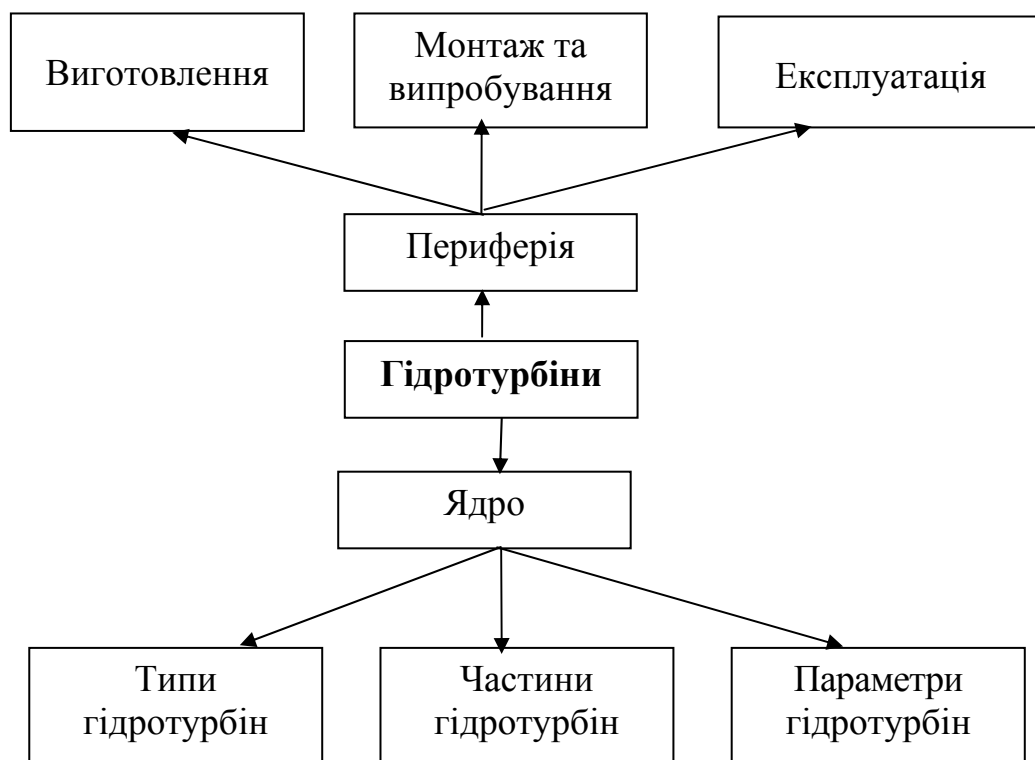 Виготовлення
Монтаж та
випробування
Експлуатація
Периферія
Гідротурбіни
Ядро
Типи
гідротурбін
Частини
гідротурбін
Параметри
гідротурбін